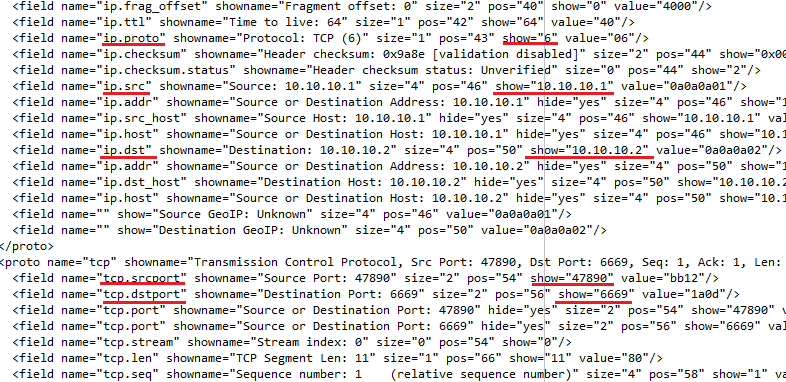 <field name="ip.frag_offset" showname="Fragment offset: 0" size="2" pos="40" show="0" value="4000"/>
<field name="ip.ttl" showname="Time to live: 64" size="1" pos="42" show="64" value="40"/>
<field name="ip.proto" showname="Protocol: TCP (6)" size="1" pos="43" show="6" value="06"/>
<field name="ip.checksum" showname="Header checksum: 0x9a8e [validation disabled]" size="2" pos="44" show="0x00
<field name="ip.checksum.status" showname="Header checksum status: Unverified" size="0" pos="44" show="2"/>
<field name="ip.src" showname="Source: 10.10.10.1" size="4" pos="46" show="10.10.10.1" value="0a0a0a01"/>
<field name="ip.addr" showname="Source or Destination Address: 10.10.10.1" hide="yes" size="4" pos="46" show="1
<field name="ip.src_host" showname="Source Host: 10.10.10.1" hide="yes" size="4" pos="46" show="10.10.10.1" val
<field name="ip.host" showname="Source or Destination Host: 10.10.10.1" hide="yes" size="4" pos="46" show="10.1
<field name="ip.dst" showname="Destination: 10.10.10.2" size="4" pos="50" show="10.10.10.2" value="0a0a0a02"/>
<field name="ip.addr" showname="Source or Destination Address: 10.10.10.2" hide="yes" size="4" pos="50" show="1
<field name="ip.dst_host" showname="Destination Host: 10.10.10.2" hide="yes" size="4" pos="50" show="10.10.10.2
<field name="ip.host" showname="Source or Destination Host: 10.10.10.2" hide="yes" size="4" pos="50" show="10.1
<field name="" show="Source GeoIP: Unknown" size="4" pos="46" value="0a0a0a01"/>
<field name="" show="Destination GeoIP: Unknown" size="4" pos="50" value="0a0a0a02"/>
</proto>
<proto name="tcp" showname="Transmission Control Protocol, Src Port: 47890, Dst Port: 6669, Seq: 1, Ack: 1, Len:
<field name="tcp.srcport" showname="Source Port: 47890" size="2" pos="54" show="47890" value="bb12"/>
<field name="tcp.dstport" showname="Destination Port: 6669" size="2" pos="56" show="6669" value="1a0d"/>
<field name="tcp.port" showname="Source or Destination Port: 47890" hide="yes" size="2" pos="54" show="47890" v
<field name="tcp.port" showname="Source or Destination Port: 6669" hide="yes" size="2" pos="56" show="6669" val
<field name="tcp.stream" showname="Stream index: 0" size="0" pos="54" show="0"/>
<field name="tcp.len" showname="TCP Segment Len: 11" size="1" pos="66" show="11" value="80"/>
<field name="tcp.seq" showname="Sequence number: 1    (relative sequence number)" size="4" pos="58" show="1" va